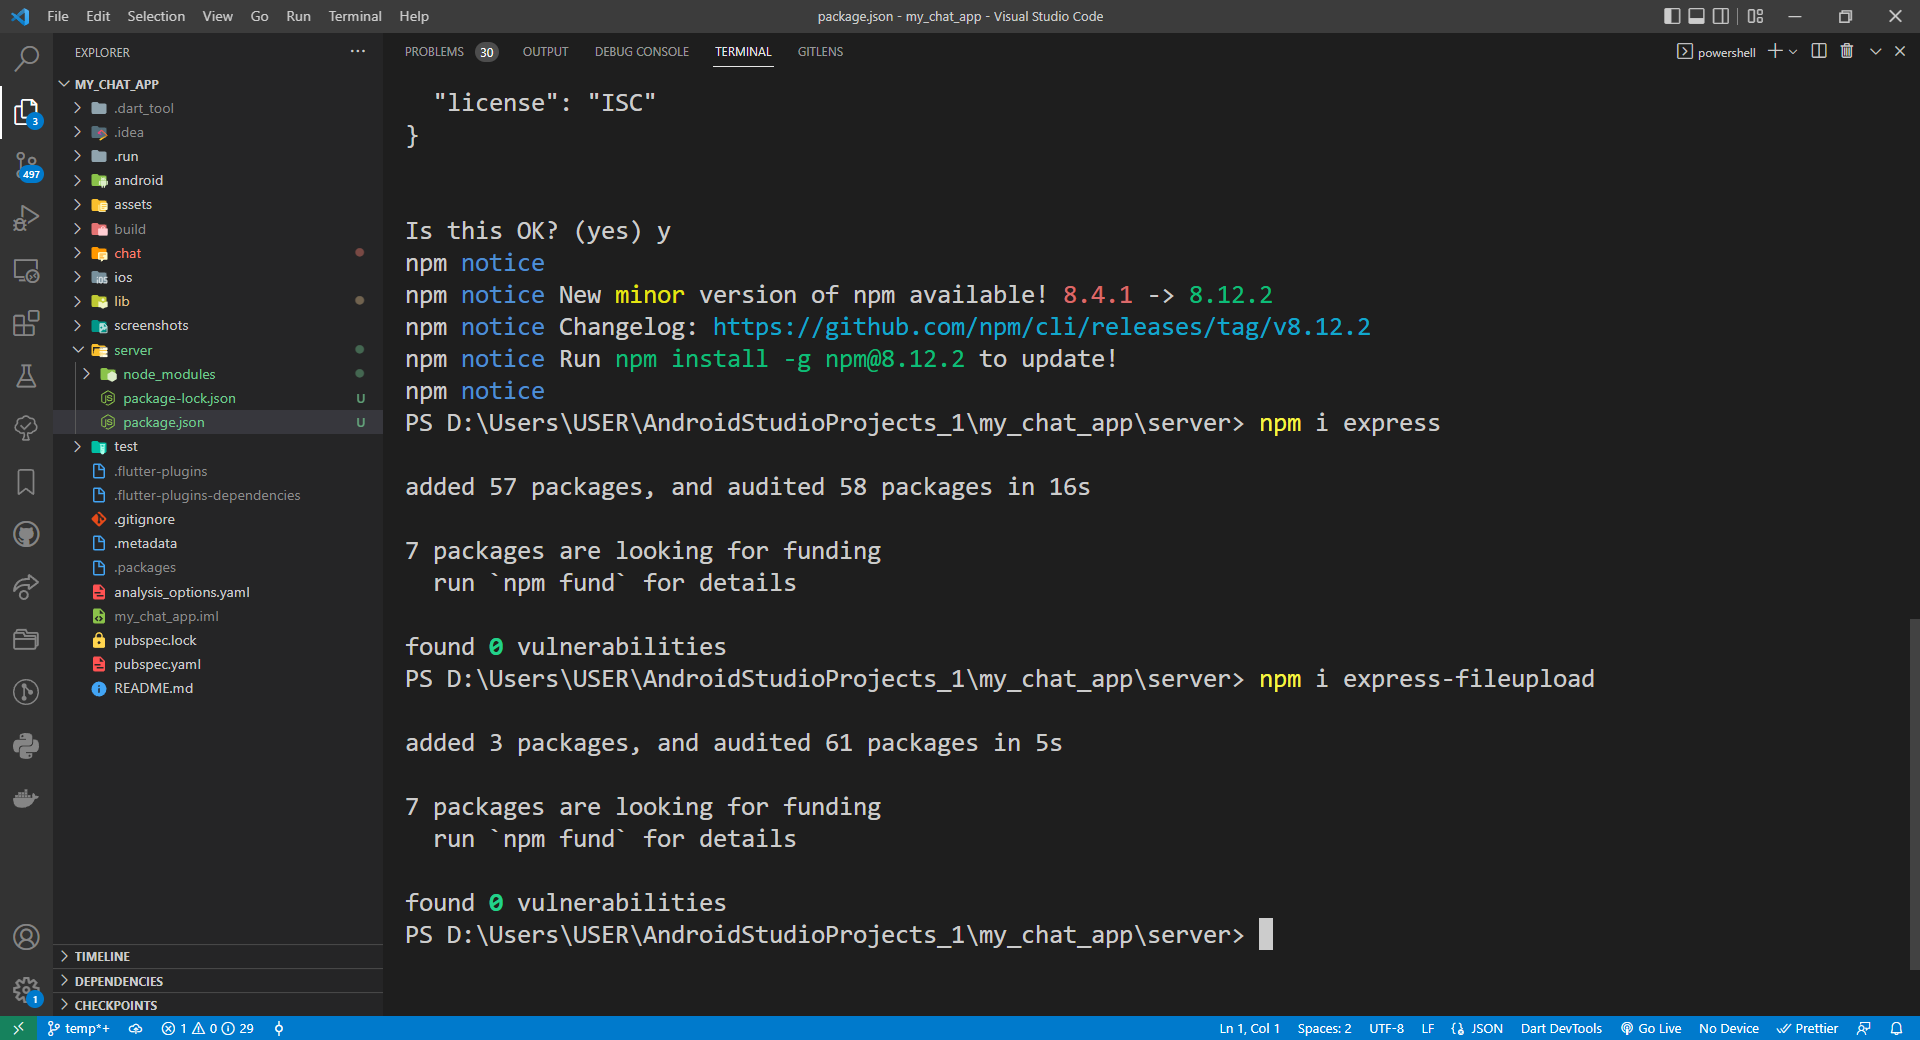 File Edit Selection View Go Run Terminal Help
package.json - my_chat_app - Visual Studio Code
EXPLORER
MY_CHAT_APP
.dart_tool
.idea
.run
android
assets
build
chat
ios
lib
screenshots
server
node_modules
package-lock.json U
package.json U
test
.flutter-plugins
.flutter-plugins-dependencies
.gitignore
.metadata
.packages
analysis_options.yaml
my_chat_app.iml
pubspec.lock
pubspec.yaml
README.md
TIMELINE
DEPENDENCIES
CHECKPOINTS
3
497
1
PROBLEMS 30 OUTPUT DEBUG CONSOLE TERMINAL GITLENS
powershell
"license": "ISC"
}
Is this OK? (yes) y
npm notice
npm notice New minor version of npm available! 8.4.1 -> 8.12.2
npm notice Changelog: https://github.com/npm/cli/releases/tag/v8.12.2
npm notice Run npm install -g npm@8.12.2 to update!
npm notice
PS D:\Users\USER\AndroidStudioProjects_1\my_chat_app\server> npm i express
added 57 packages, and audited 58 packages in 16s
7 packages are looking for funding
run `npm fund` for details
found 0 vulnerabilities
PS D:\Users\USER\AndroidStudioProjects_1\my_chat_app\server> npm i express-fileupload
added 3 packages, and audited 61 packages in 5s
7 packages are looking for funding
run `npm fund` for details
found 0 vulnerabilities
PS D:\Users\USER\AndroidStudioProjects_1\my_chat_app\server>
temp*+ 1 0 29 Ln 1, Col 1 Spaces: 2 UTF-8 LF JSON Dart DevTools Go Live No Device Prettier